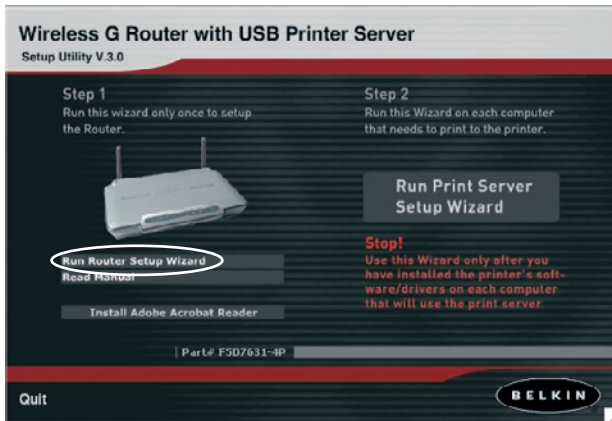 Wireless G Router with USB Printer Server
Setup Utility V.3.0
Step 1
Run this wizard only once to setup
the Router.
Run Router Setup Wizard
Read Manual
Install Adobe Acrobat Reader
Step 2
Run this Wizard on each computer
that needs to print to the printer.
Run Print Server
Setup Wizard
Stop!
Use this Wizard only after you
have installed the printer's soft-
ware/drivers on each computer
that will use the print server
Part# F5D7631-4P
Quit
BELKIN